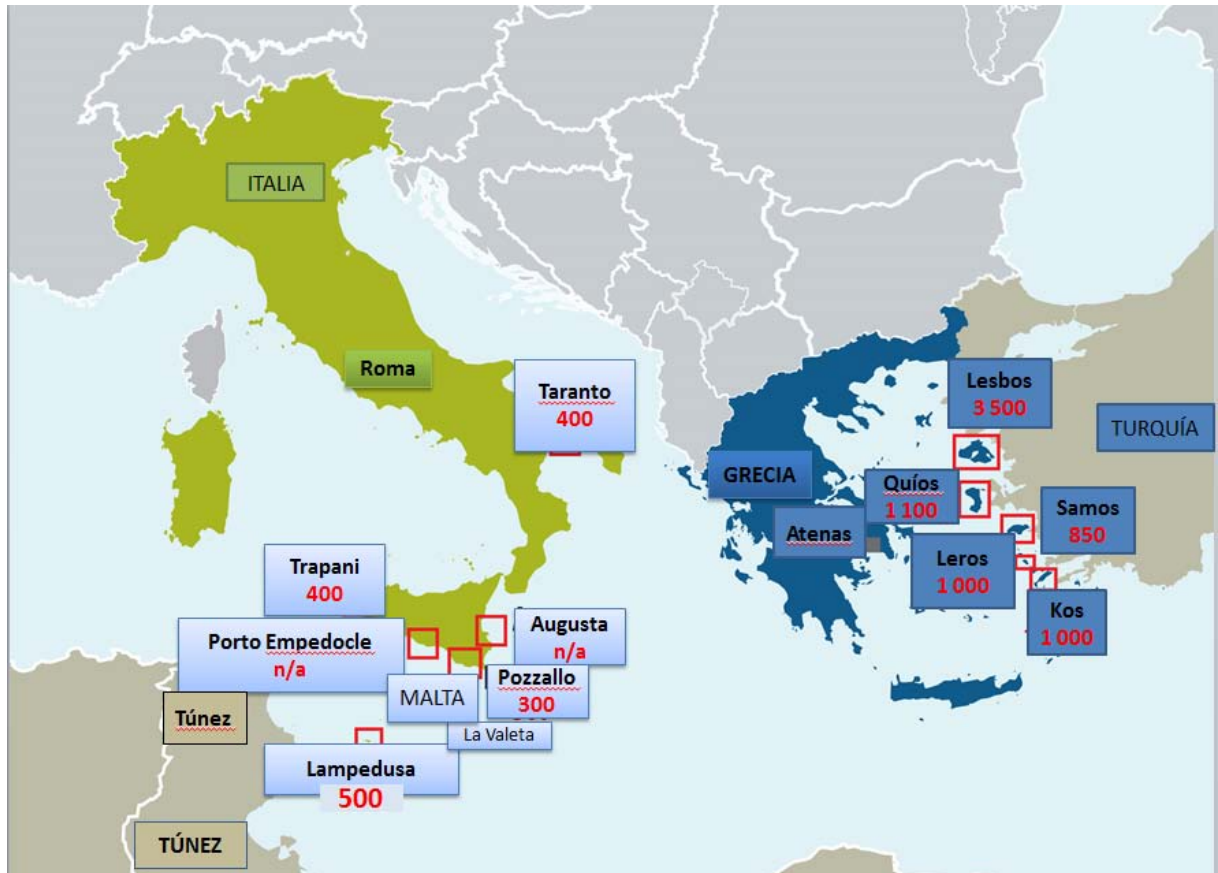 ITALIA
Roma
Taranto
400
Lesbos
3 500
TURQUÍA
GRECIA
Quíos
1 100
Samos
850
Atenas
Leros
1 000
Kos
1 000
Trapani
400
Porto Empedocle
n/a
Augusta
n/a
MALTA
Pozzallo
300
La Valeta
Túnez
Lampedusa
500
TÚNEZ